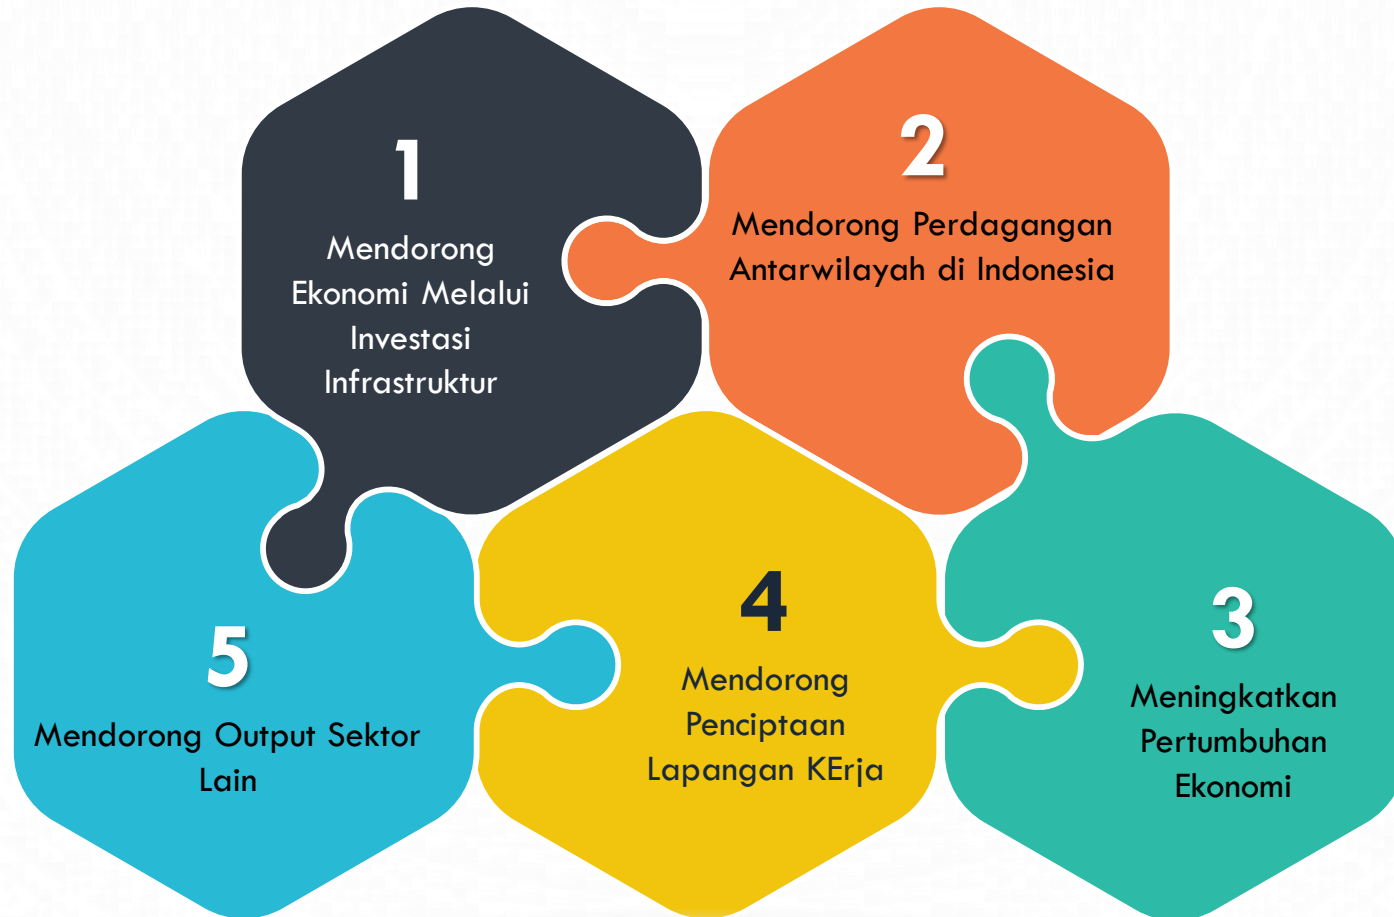 1
Mendorong
Ekonomi Melalui
Investasi
Infrastruktur
2
Mendorong Perdagangan
Antarwilayah di Indonesia
3
Meningkatkan
Pertumbuhan
Ekonomi
4
Mendorong
Penciptaan
Lapangan KErja
5
Mendorong Output Sektor
Lain